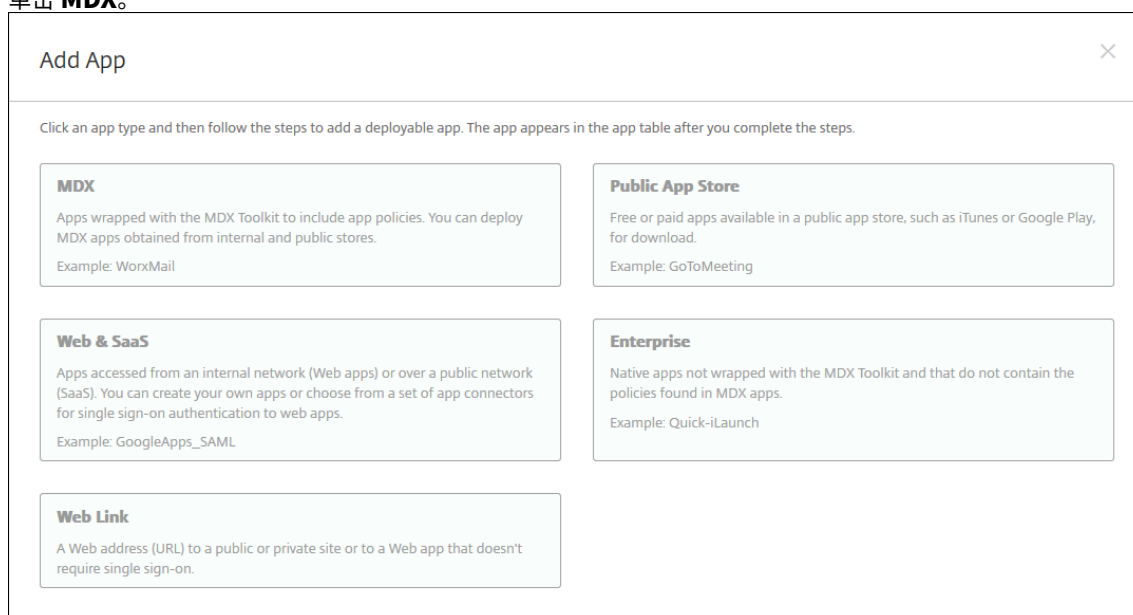 单击 MDX。
Add App
Click an app type and then follow the steps to add a deployable app. The app appears in the app table after you complete the steps.
MDX
Apps wrapped with the MDX Toolkit to include app policies. You can deploy
MDX apps obtained from internal and public stores.
Example: WorxMail
Public App Store
Free or paid apps available in a public app store, such as iTunes or Google Play,
for download.
Example: GoToMeeting
Web & SaaS
Apps accessed from an internal network (Web apps) or over a public network
(SaaS). You can create your own apps or choose from a set of app connectors
for single sign-on authentication to web apps.
Example: GoogleApps_SAML
Enterprise
Native apps not wrapped with the MDX Toolkit and that do not contain the
policies found in MDX apps.
Example: Quick-iLaunch
Web Link
A Web address (URL) to a public or private site or to a Web app that doesn't
require single sign-on.